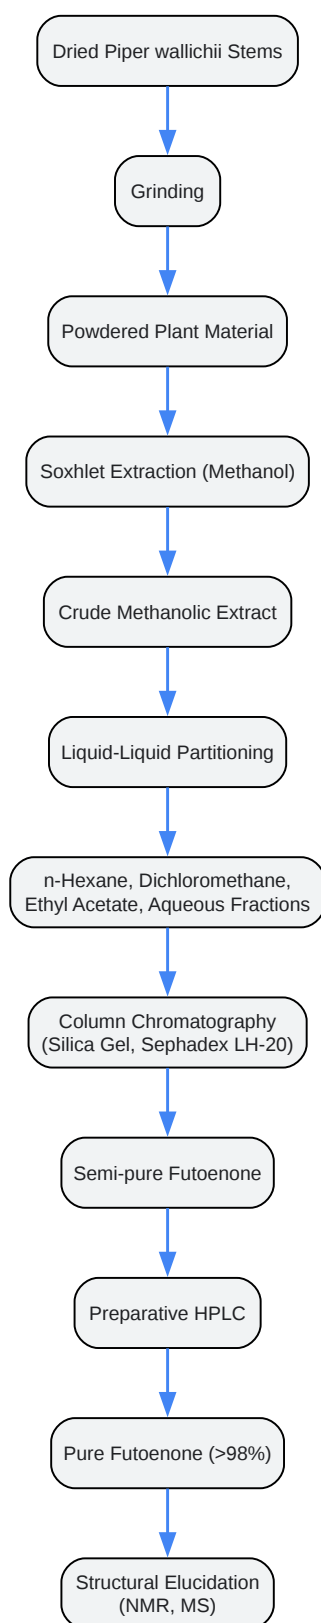 Dried Piper wallichii Stems
Grinding
Powdered Plant Material
Soxhlet Extraction (Methanol)
Crude Methanolic Extract
Liquid-Liquid Partitioning
n-Hexane, Dichloromethane,
Ethyl Acetate, Aqueous Fractions
Column Chromatography
(Silica Gel, Sephadex LH-20)
Semi-pure Futoenone
Preparative HPLC
Pure Futoenone (>98%)
Structural Elucidation
(NMR, MS)